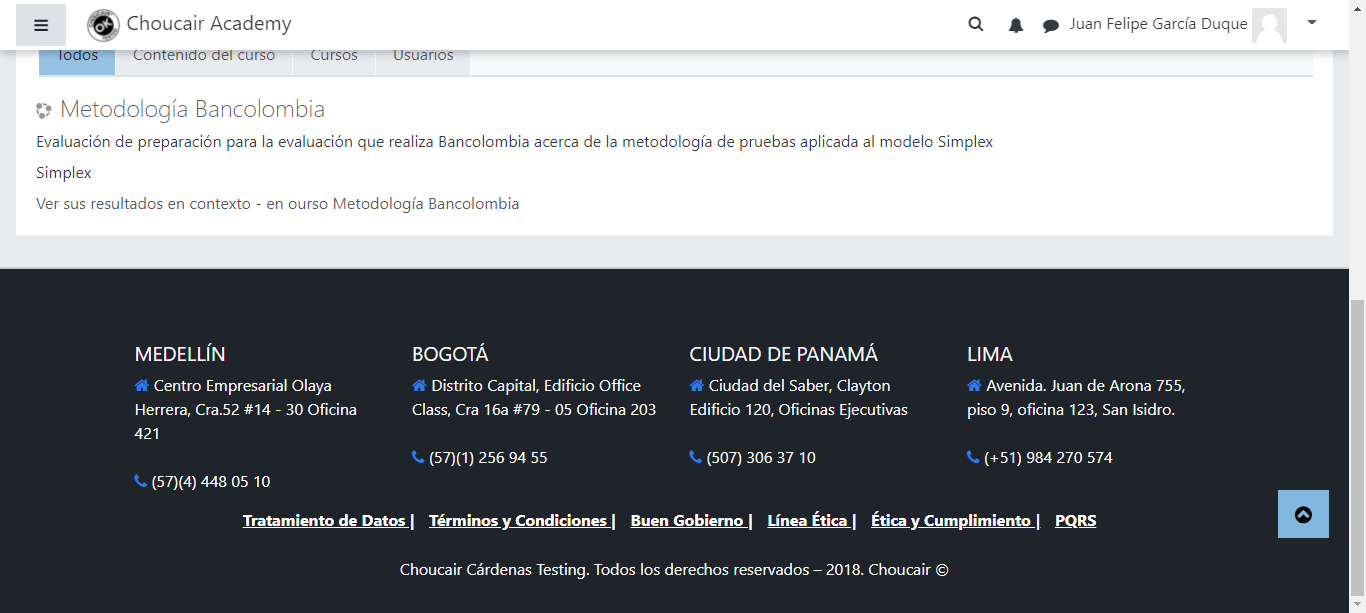 Choucair Academy
Juan Felipe García Duque
Todos Contenido del curso Cursos Usuarios
Metodología Bancolombia
Evaluación de preparación para la evaluación que realiza Bancolombia acerca de la metodología de pruebas aplicada al modelo Simplex
Simplex
Ver sus resultados en contexto - en ourso Metodología Bancolombia
MEDELLÍN
Centro Empresarial Olaya
Herrera, Cra.52 #14 - 30 Oficina
421
(57)(4) 448 05 10
BOGOTÁ
Distrito Capital, Edificio Office
Class, Cra 16a #79 - 05 Oficina 203
(57)(1) 256 94 55
CIUDAD DE PANAMÁ
Ciudad del Saber, Clayton
Edificio 120, Oficinas Ejecutivas
(507) 306 37 10
LIMA
Avenida. Juan de Arona 755,
piso 9, oficina 123, San Isidro.
(+51) 984 270 574
Tratamiento de Datos | Términos y Condiciones | Buen Gobierno | Línea Ética | Ética y Cumplimiento | PQRS
Choucair Cárdenas Testing. Todos los derechos reservados – 2018. Choucair ©